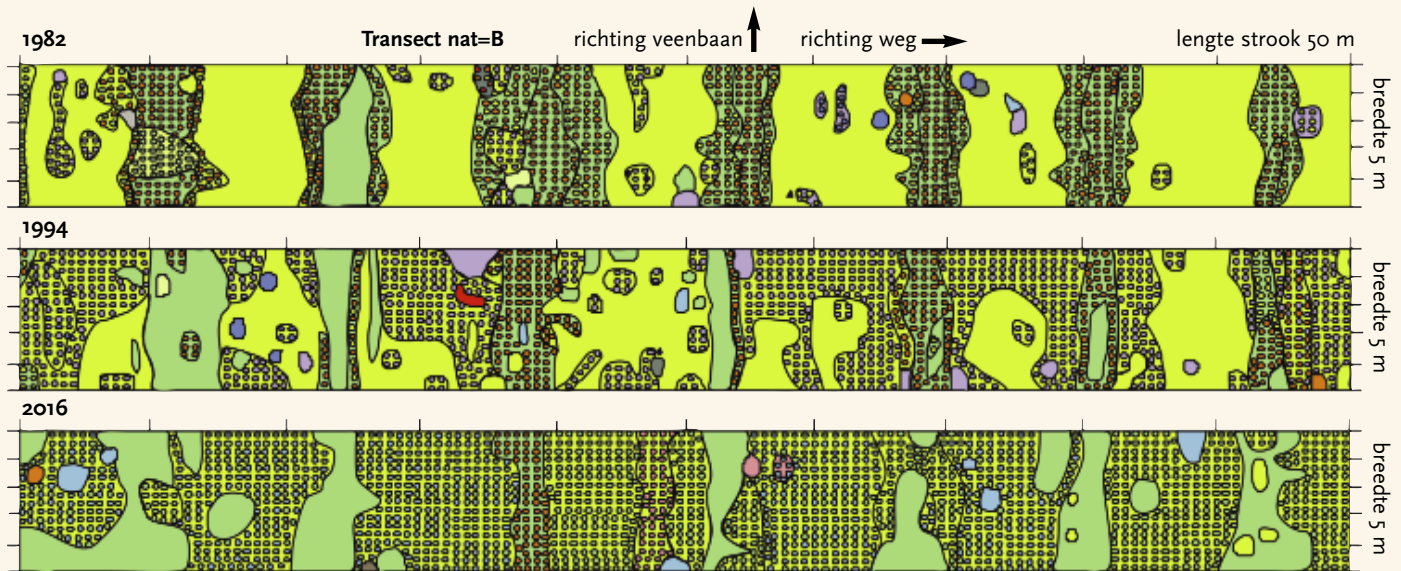 1982 Transect nat=B richting veenbaan richting weg lengte strook 50 m
breedte 5 m
1994
breedte 5 m
2016
breedte 5 m